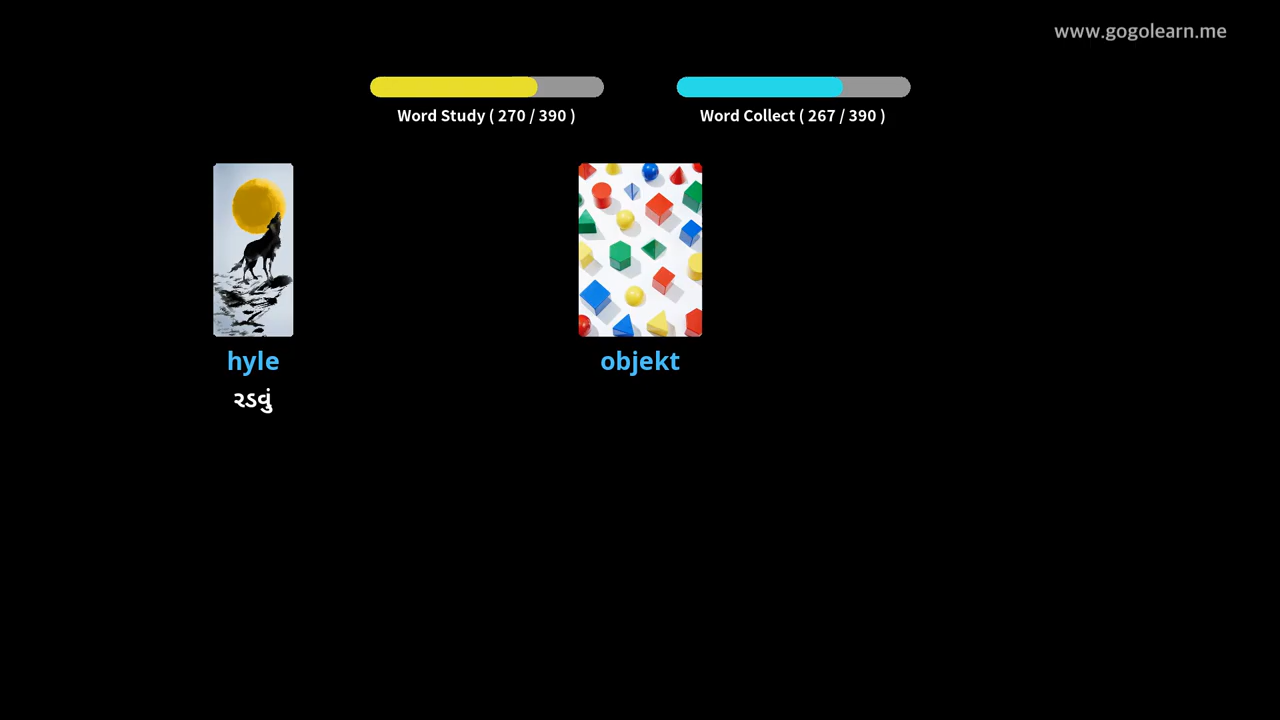 www.gogolearn.me
Word Study ( 270 / 390 )
Word Collect ( 267 / 390 )
hyle
objekt
રડવું